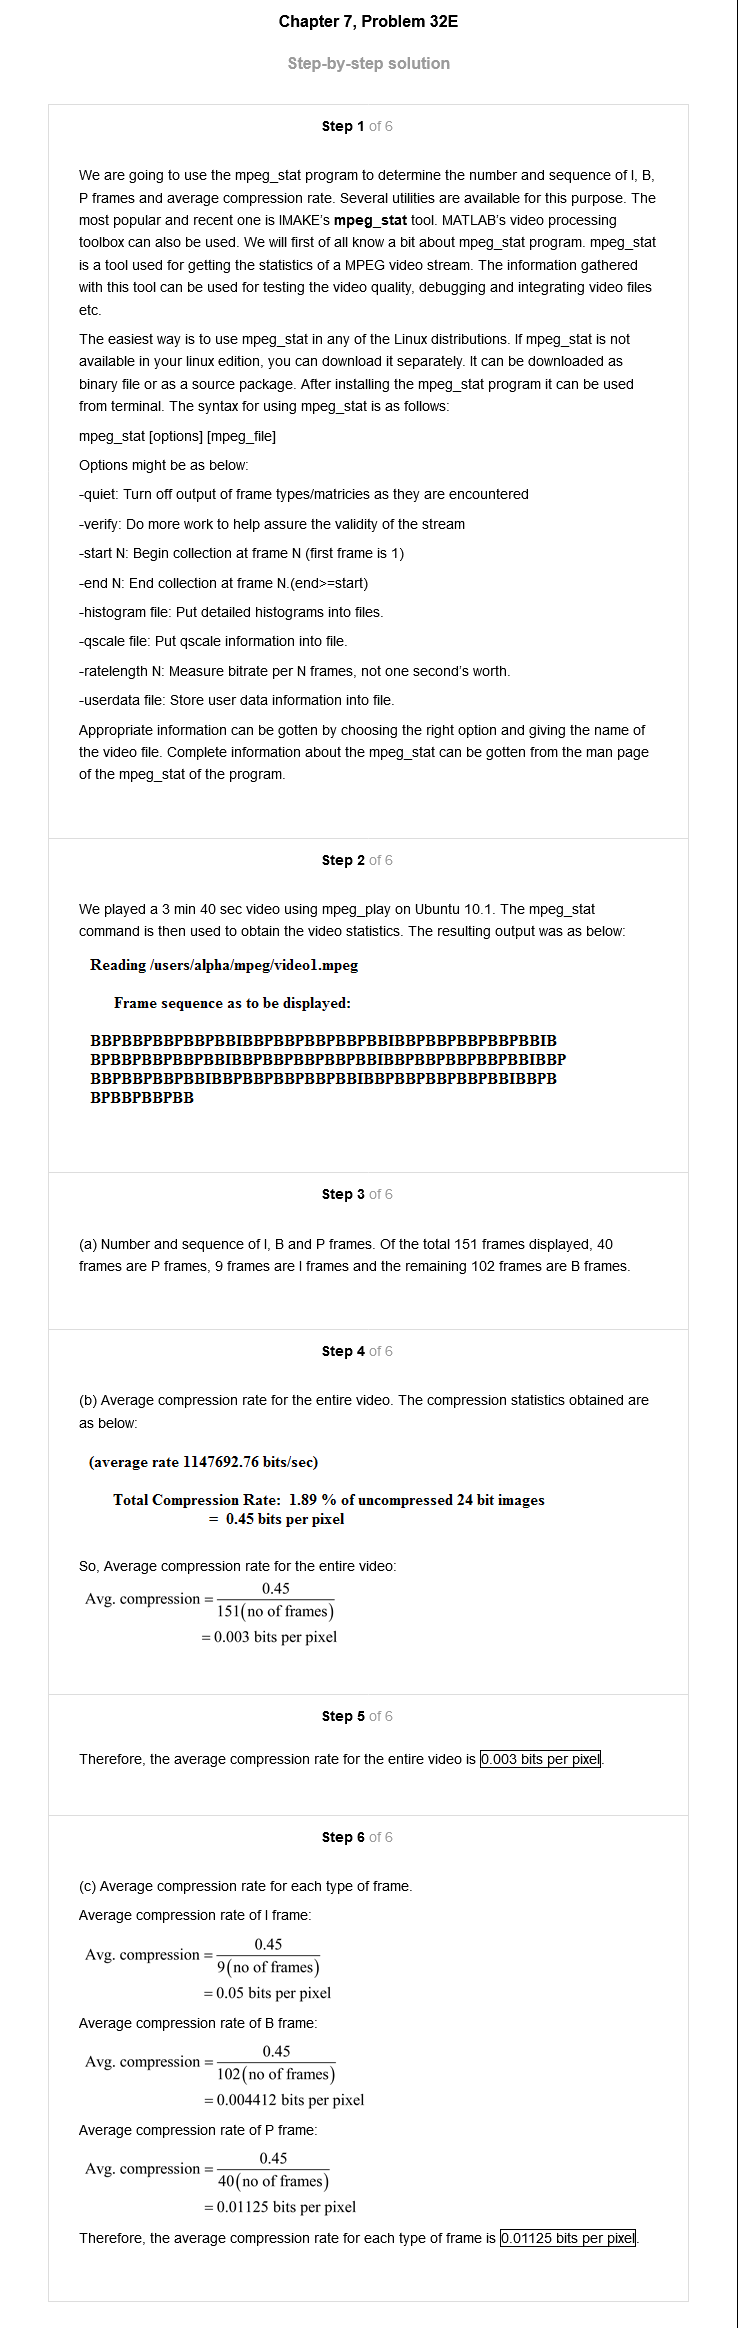 Chapter 7, Problem 32E
Step-by-step solution
Step 1 of 6
We are going to use the mpeg_stat program to determine the number and sequence of I, B,
P frames and average compression rate. Several utilities are available for this purpose. The
most popular and recent one is IMAKE's mpeg_stat tool. MATLAB's video processing
toolbox can also be used. We will first of all know a bit about mpeg_stat program. mpeg_stat
is a tool used for getting the statistics of a MPEG video stream. The information gathered
with this tool can be used for testing the video quality, debugging and integrating video files
etc.
The easiest way is to use mpeg_stat in any of the Linux distributions. If mpeg_stat is not
available in your linux edition, you can download it separately. It can be downloaded as
binary file or as a source package. After installing the mpeg_stat program it can be used
from terminal. The syntax for using mpeg_stat is as follows:
mpeg_stat [options] [mpeg_file]
Options might be as below:
-quiet: Turn off output of frame types/matricies as they are encountered
-verify: Do more work to help assure the validity of the stream
-start N: Begin collection at frame N (first frame is 1)
-end N: End collection at frame N.(end>=start)
-histogram file: Put detailed histograms into files.
-qscale file: Put qscale information into file.
-ratelength N: Measure bitrate per N frames, not one second's worth.
-userdata file: Store user data information into file.
Appropriate information can be gotten by choosing the right option and giving the name of
the video file. Complete information about the mpeg_stat can be gotten from the man page
of the mpeg_stat of the program.
Step 2 of 6
We played a 3 min 40 sec video using mpeg_play on Ubuntu 10.1. The mpeg_stat
command is then used to obtain the video statistics. The resulting output was as below:
Reading /users/alpha/mpeg/video1.mpeg
Frame sequence as to be displayed:
BBPBBPBBPBBPBBIBBPBBPBBPBBPBBIBBPBBPBBPBBPBBIB
BPBBPBBPBBPBBIBBPBBPBBPBBPBBIBBPBBPBBPBBPBBIBBP
BBPBBPBBPBBIBBPBBPBBPBBPBBIBBPBBPBBPBBPBBIBBPB
BPBBPBBPBB
Step 3 of 6
(a) Number and sequence of I, B and P frames. Of the total 151 frames displayed, 40
frames are P frames, 9 frames are I frames and the remaining 102 frames are B frames.
Step 4 of 6
(b) Average compression rate for the entire video. The compression statistics obtained are
as below:
(average rate 1147692.76 bits/sec)
Total Compression Rate: 1.89 % of uncompressed 24 bit images
= 0.45 bits per pixel
So, Average compression rate for the entire video:
Avg. compression = 0.45
151(no of frames)
= 0.003 bits per pixel
Step 5 of 6
Therefore, the average compression rate for the entire video is 0.003 bits per pixel.
Step 6 of 6
(c) Average compression rate for each type of frame.
Average compression rate of I frame:
Avg. compression = 0.45
9(no of frames)
= 0.05 bits per pixel
Average compression rate of B frame:
Avg. compression = 0.45
102(no of frames)
= 0.004412 bits per pixel
Average compression rate of P frame:
Avg. compression = 0.45
40(no of frames)
= 0.01125 bits per pixel
Therefore, the average compression rate for each type of frame is 0.01125 bits per pixel.